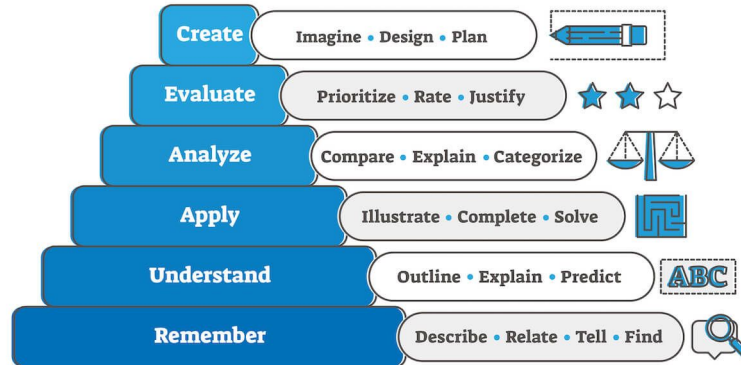 Create
Imagine • Design • Plan
Evaluate
Prioritize • Rate • Justify
Analyze
Compare • Explain • Categorize
Apply
Illustrate • Complete • Solve
Understand
Outline • Explain • Predict
ABC
Remember
Describe • Relate • Tell • Find